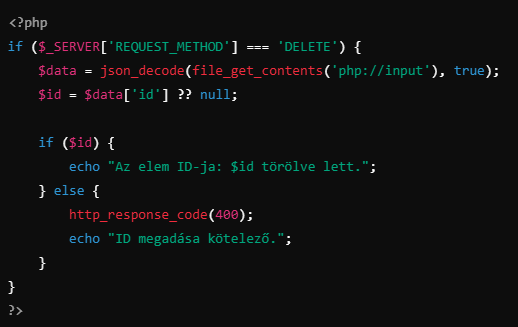 <?php
if ($_SERVER['REQUEST_METHOD'] === 'DELETE') {
    $data = json_decode(file_get_contents('php://input'), true);
    $id = $data['id'] ?? null;

    if ($id) {
        echo "Az elem ID-ja: $id törölve lett.";
    } else {
        http_response_code(400);
        echo "ID megadása kötelező.";
    }
}
?>